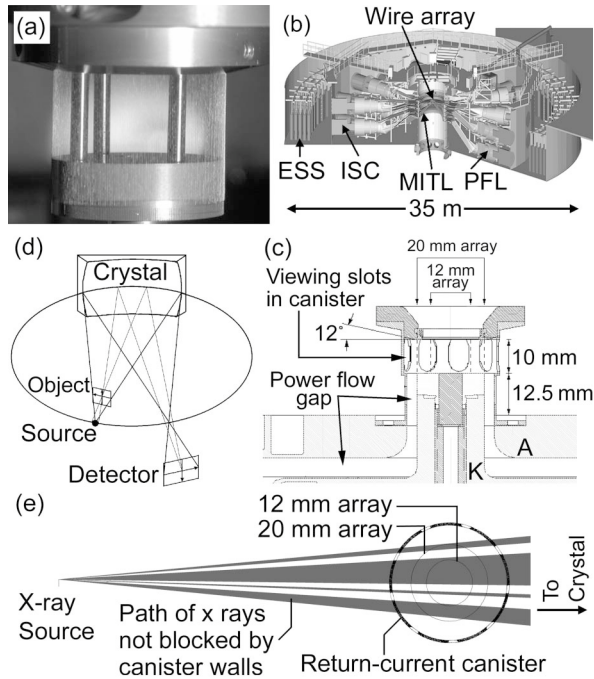 (a)
(b)
Wire array
ESS
ISC
MITL
PFL
35 m
(d)
Crystal
Object
Source
Detector
(c)
20 mm array
12 mm
array
Viewing slots
in canister
12°
10 mm
Power flow
gap
12.5 mm
A
K
(e)
12 mm array
20 mm array
X-ray
Source
Path of x rays
not blocked by
canister walls
Return-current canister
To
Crystal